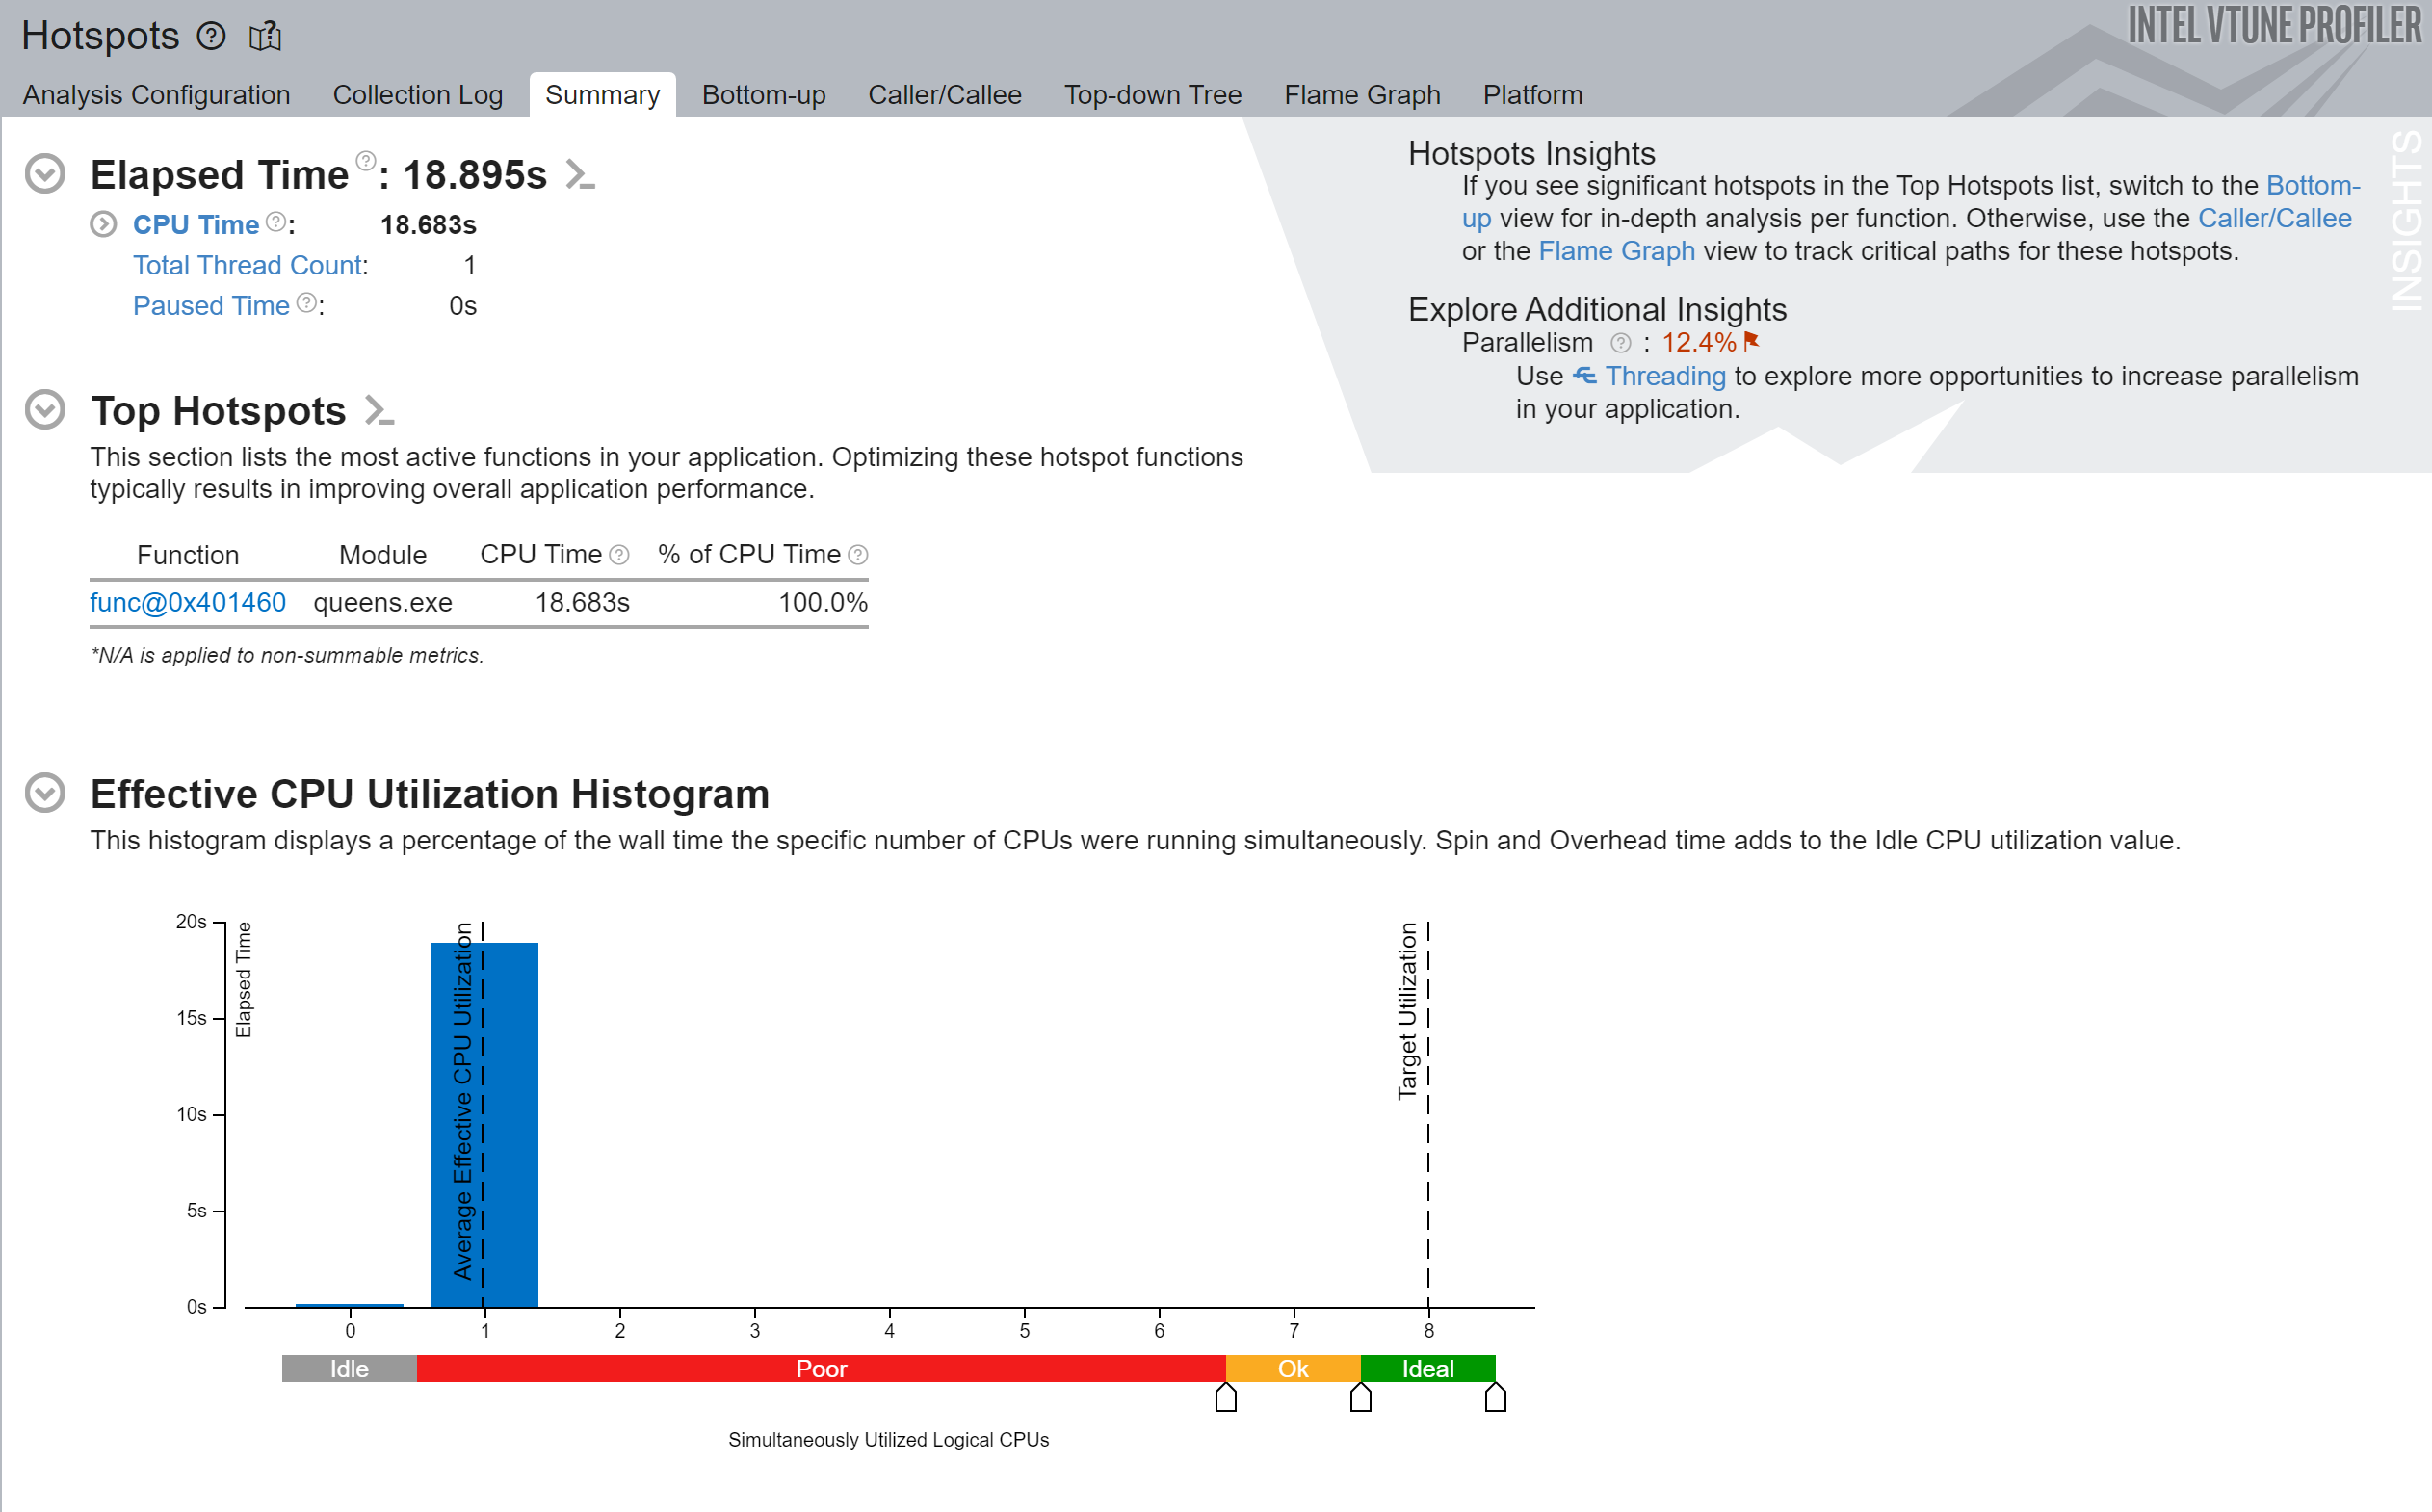 Hotspots
INTEL VTUNE PROFILER
Analysis Configuration Collection Log Summary Bottom-up Caller/Callee Top-down Tree Flame Graph Platform
Elapsed Time ? : 18.895s
CPU Time ? : 18.683s
Total Thread Count: 1
Paused Time ? : 0s
Hotspots Insights
If you see significant hotspots in the Top Hotspots list, switch to the Bottom-
up view for in-depth analysis per function. Otherwise, use the Caller/Callee
or the Flame Graph view to track critical paths for these hotspots.
Explore Additional Insights
Parallelism ? : 12.4%
Use Threading to explore more opportunities to increase parallelism
in your application.
INSIGHTS
Top Hotspots
This section lists the most active functions in your application. Optimizing these hotspot functions
typically results in improving overall application performance.
Function Module CPU Time ? % of CPU Time ?
func@0x401460 queens.exe 18.683s 100.0%
*N/A is applied to non-summable metrics.
Effective CPU Utilization Histogram
This histogram displays a percentage of the wall time the specific number of CPUs were running simultaneously. Spin and Overhead time adds to the Idle CPU utilization value.
20s
15s
10s
5s
0s
Elapsed Time
Average Effective CPU Utilization
Target Utilization
0 1 2 3 4 5 6 7 8
Idle Poor Ok Ideal
Simultaneously Utilized Logical CPUs